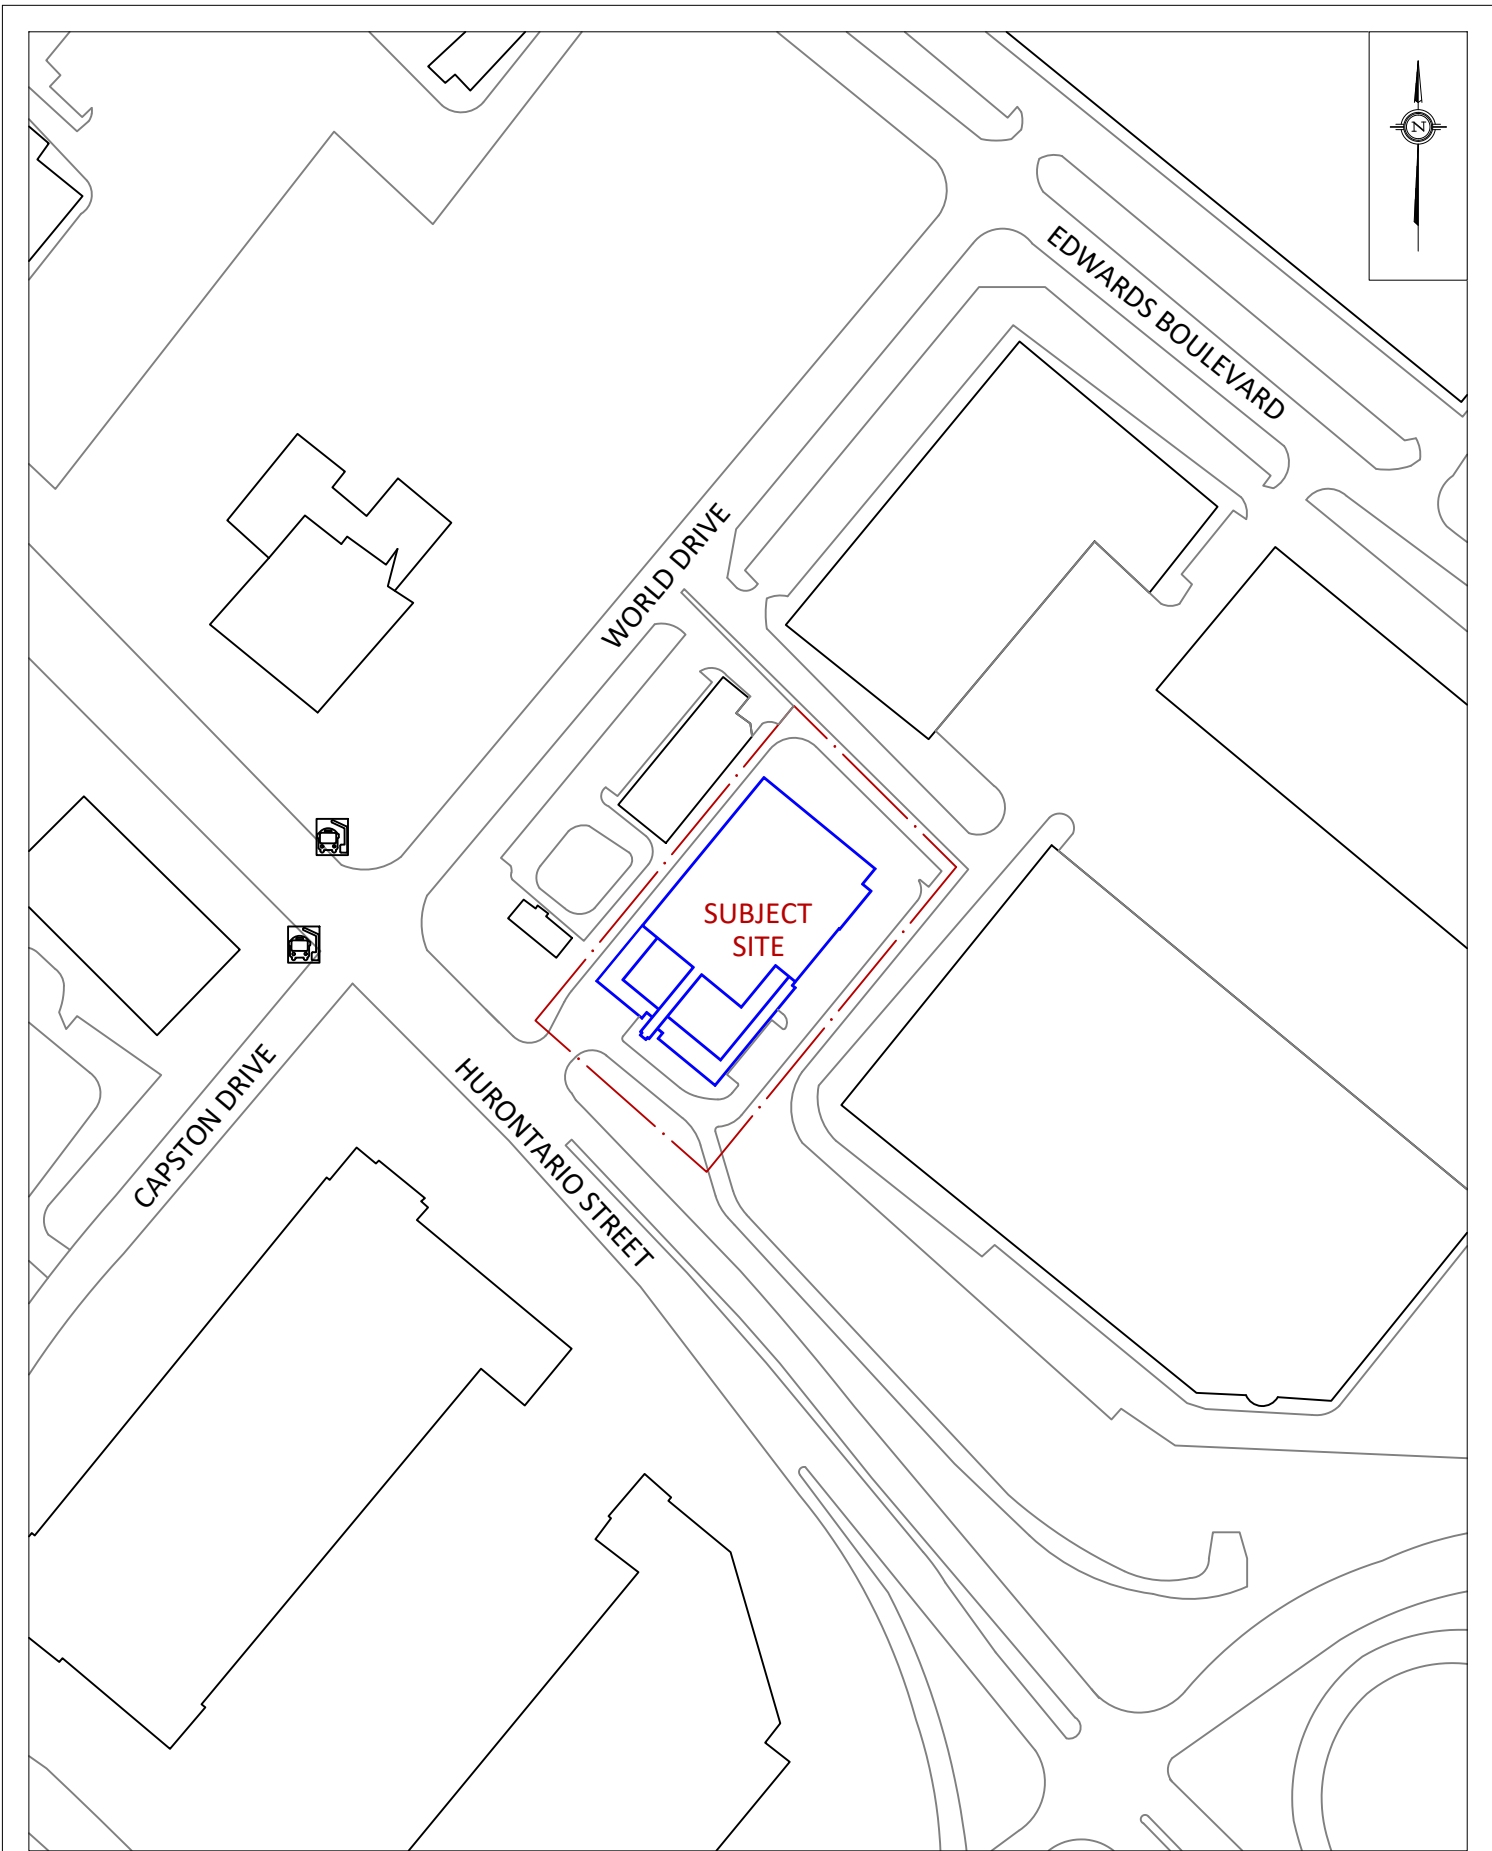 N
EDWARDS BOULEVARD
WORLD DRIVE
SUBJECT
SITE
CAPSTON DRIVE
HURONTARIO STREET